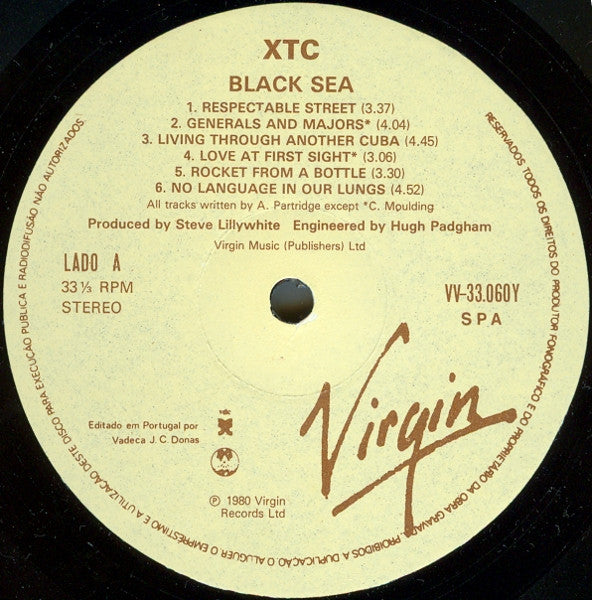 XTC
BLACK SEA
1. RESPECTABLE STREET (3.37)
2. GENERALS AND MAJORS* (4.04)
3. LIVING THROUGH ANOTHER CUBA (4.45)
4. LOVE AT FIRST SIGHT* (3.06)
5. ROCKET FROM A BOTTLE (3.30)
6. NO LANGUAGE IN OUR LUNGS (4.52)
All tracks written by A. Partridge except *C. Moulding
Produced by Steve Lillywhite Engineered by Hugh Padgham
Virgin Music (Publishers) Ltd
LADO A
33⅓ RPM
STEREO
VV-33.060Y
SPA
Editado em Portugal por
Vadeca J. C. Donas
Virgin
℗ 1980 Virgin
Records Ltd
RESERVADOS TODOS OS DIREITOS DO PRODUTOR FONOGRÁFICO E DO PROPRIETÁRIO DA OBRA GRAVADA. PROIBIDOS A DUPLICAÇÃO, O ALUGUER, O EMPRÉSTIMO E A UTILIZAÇÃO DESTE DISCO PARA EXECUÇÃO PÚBLICA E RADIODIFUSÃO NÃO AUTORIZADOS.